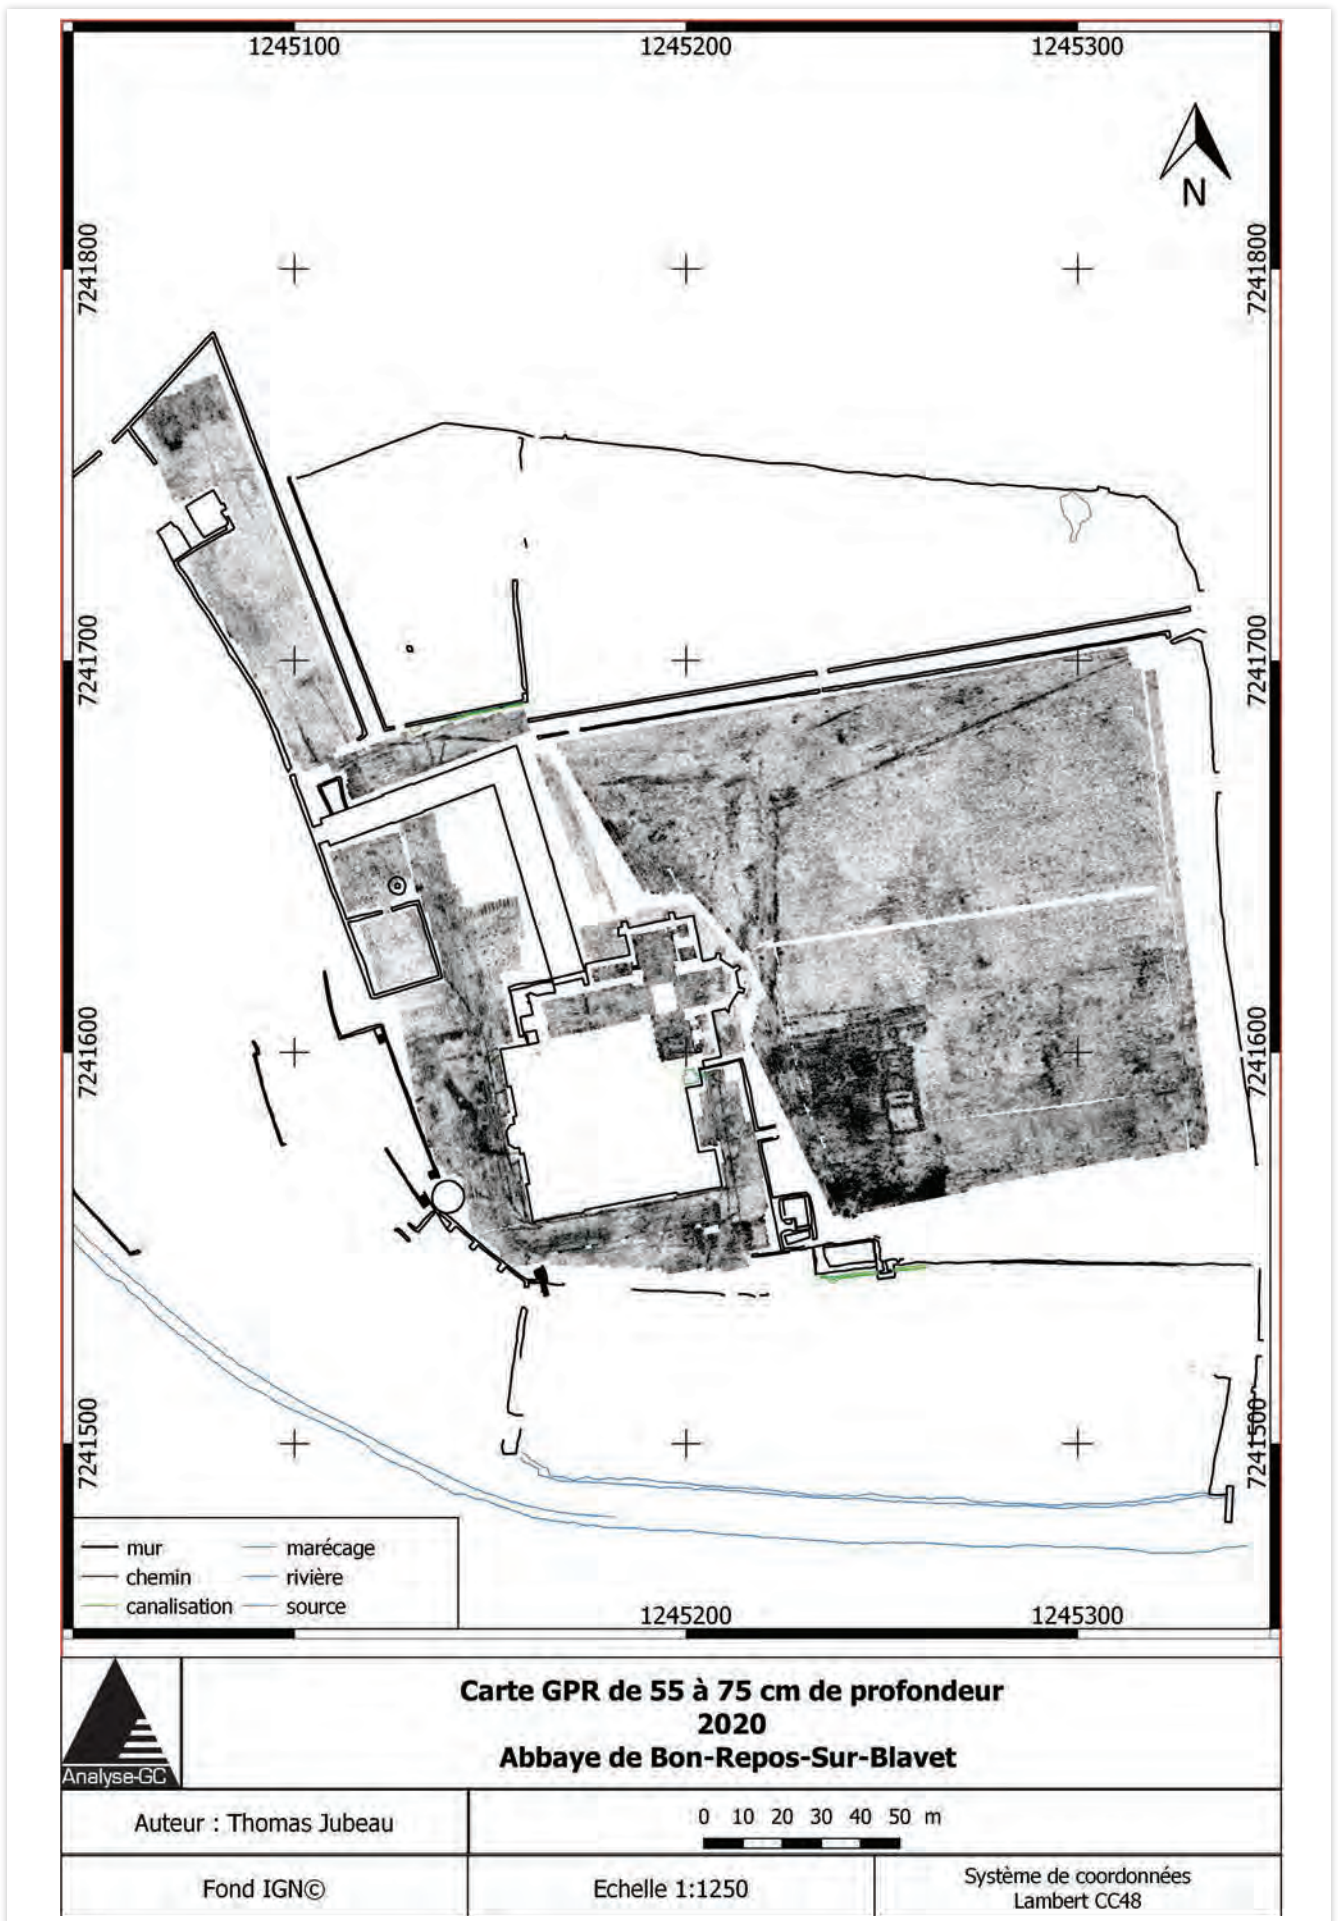 1245100 1245200 1245300
N
7241800 7241800
7241700 7241700
7241600 7241600
7241500 7241500
mur marécage
chemin rivière
canalisation source
1245200 1245300
Carte GPR de 55 à 75 cm de profondeur
2020
Abbaye de Bon-Repos-Sur-Blavet
Analyse-GC
Auteur : Thomas Jubeau
0 10 20 30 40 50 m
Fond IGN©
Echelle 1:1250
Système de coordonnées
Lambert CC48